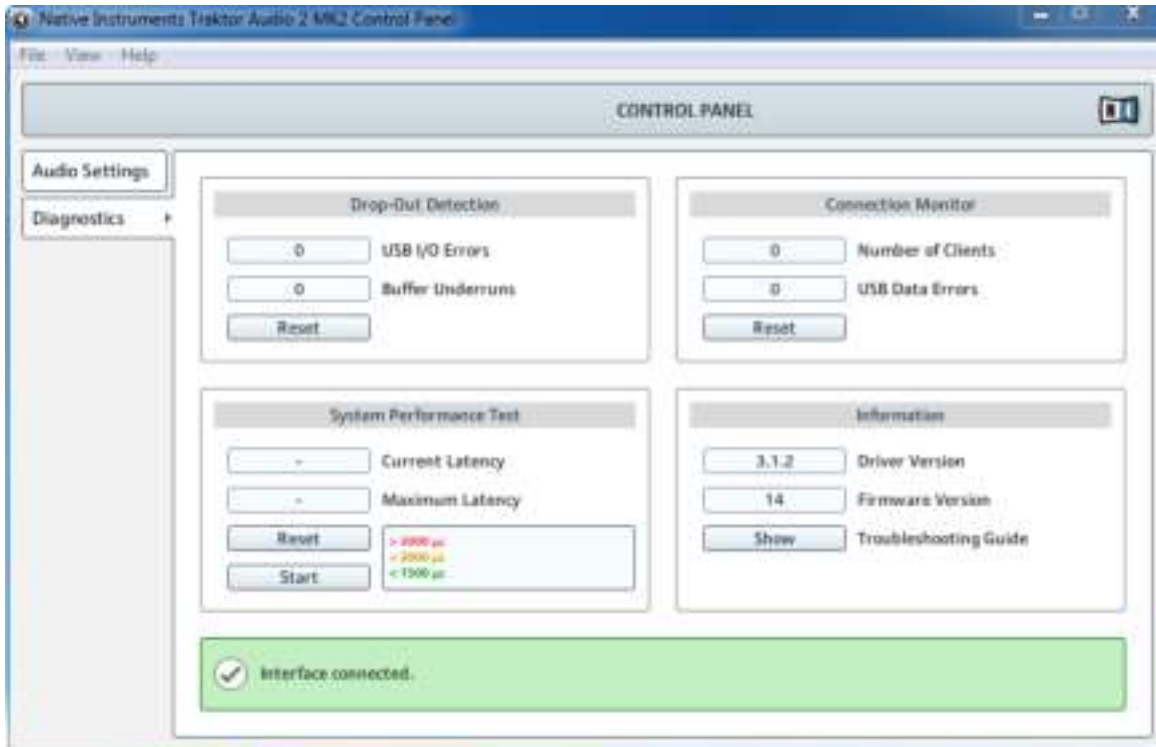 Native Instruments Traktor Audio 2 MK2 Control Panel
File View Help
CONTROL PANEL
Audio Settings
Diagnostics
Drop-Out Detection
0 USB I/O Errors
0 Buffer Underruns
Reset
Connection Monitor
0 Number of Clients
0 USB Data Errors
Reset
System Performance Test
- Current Latency
- Maximum Latency
Reset
Start
< 1500 µs
Information
3.1.2 Driver Version
14 Firmware Version
Show Troubleshooting Guide
Interface connected.